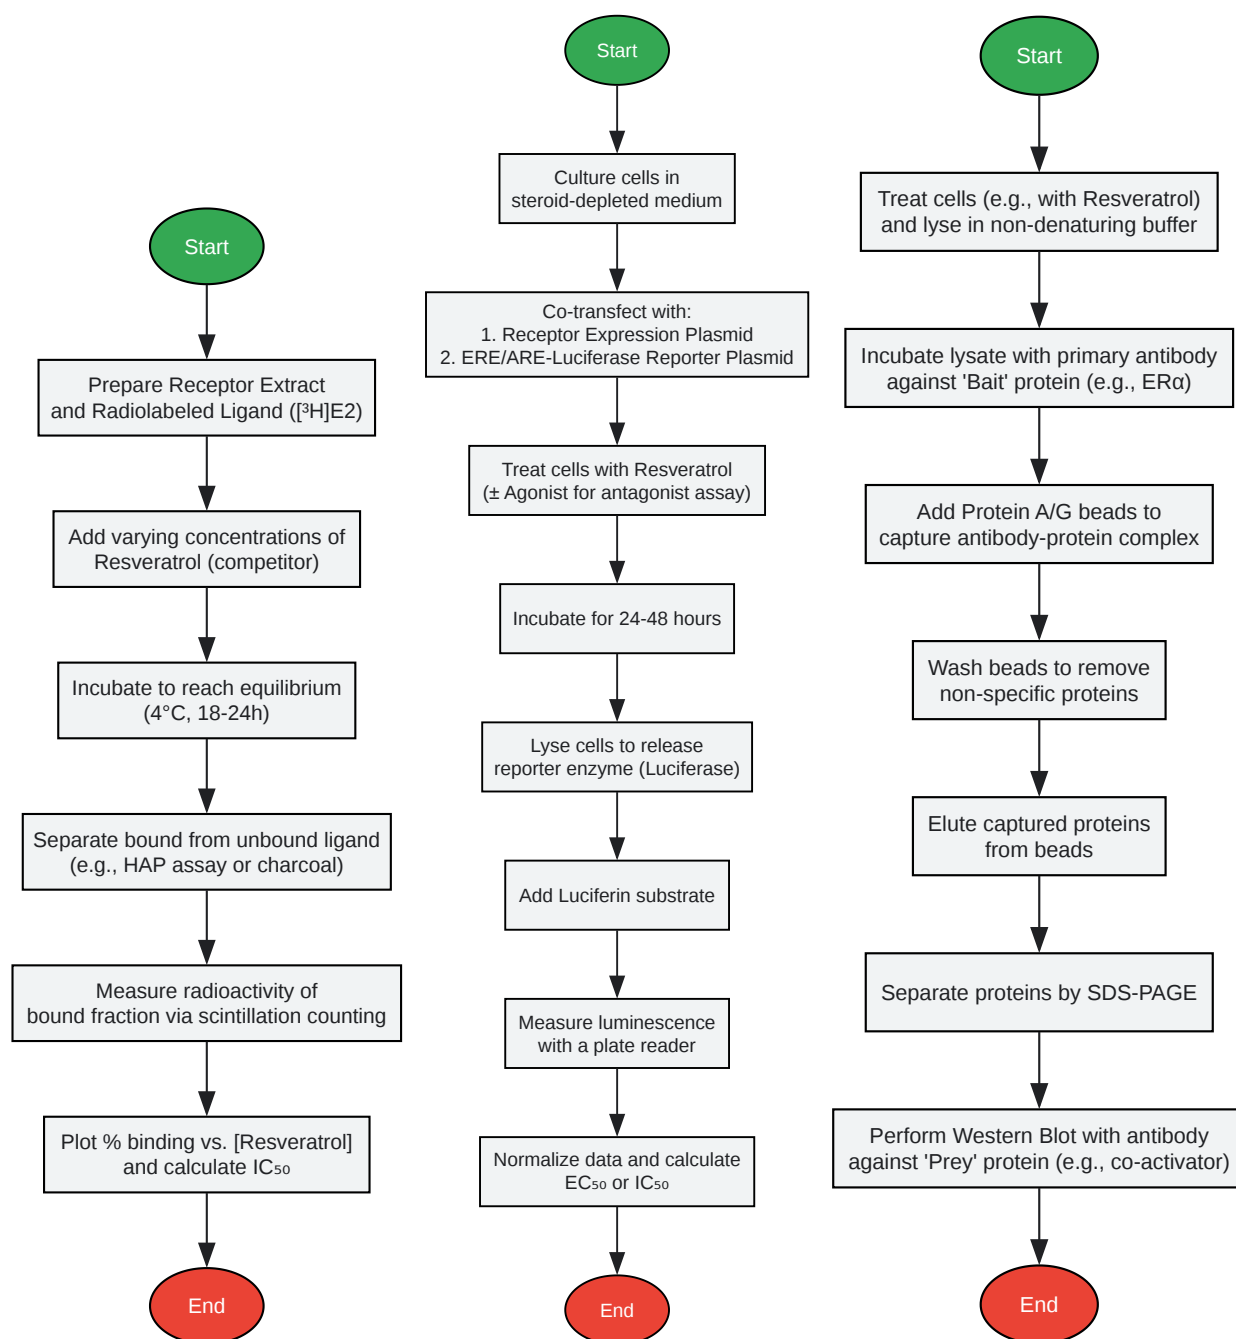 Start
Prepare Receptor Extract
and Radiolabeled Ligand ([³H]E2)
Add varying concentrations of
Resveratrol (competitor)
Incubate to reach equilibrium
(4°C, 18-24h)
Separate bound from unbound ligand
(e.g., HAP assay or charcoal)
Measure radioactivity of
bound fraction via scintillation counting
Plot % binding vs. [Resveratrol]
and calculate IC₅₀
End
Start
Culture cells in
steroid-depleted medium
Co-transfect with:
1. Receptor Expression Plasmid
2. ERE/ARE-Luciferase Reporter Plasmid
Treat cells with Resveratrol
(± Agonist for antagonist assay)
Incubate for 24-48 hours
Lyse cells to release
reporter enzyme (Luciferase)
Add Luciferin substrate
Measure luminescence
with a plate reader
Normalize data and calculate
EC₅₀ or IC₅₀
End
Start
Treat cells (e.g., with Resveratrol)
and lyse in non-denaturing buffer
Incubate lysate with primary antibody
against 'Bait' protein (e.g., ERα)
Add Protein A/G beads to
capture antibody-protein complex
Wash beads to remove
non-specific proteins
Elute captured proteins
from beads
Separate proteins by SDS-PAGE
Perform Western Blot with antibody
against 'Prey' protein (e.g., co-activator)
End